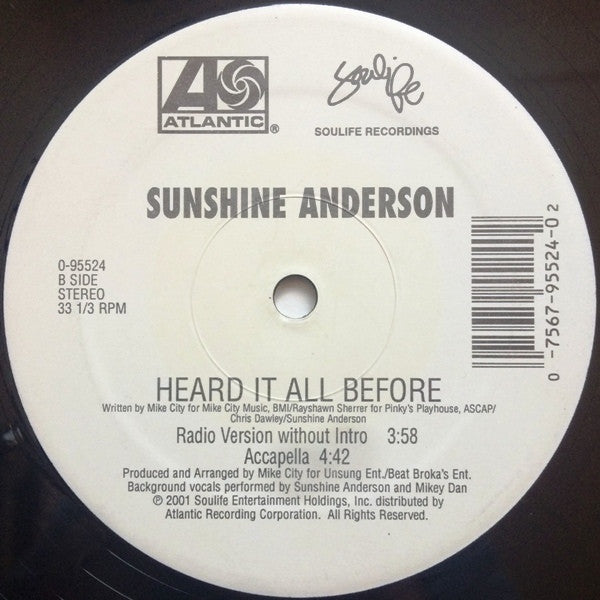 ATLANTIC®
Soulife
SOULIFE RECORDINGS
SUNSHINE ANDERSON
0-95524
B SIDE
STEREO
33 1/3 RPM
0 -7567-95524-0 2
HEARD IT ALL BEFORE
Written by Mike City for Mike City Music, BMI/Rayshawn Sherrer for Pinky's Playhouse, ASCAP/
Chris Dawley/Sunshine Anderson
Radio Version without Intro 3:58
Accapella 4:42
Produced and Arranged by Mike City for Unsung Ent./Beat Broka's Ent.
Background vocals performed by Sunshine Anderson and Mikey Dan
℗ 2001 Soulife Entertainment Holdings, Inc. distributed by
Atlantic Recording Corporation. All Rights Reserved.